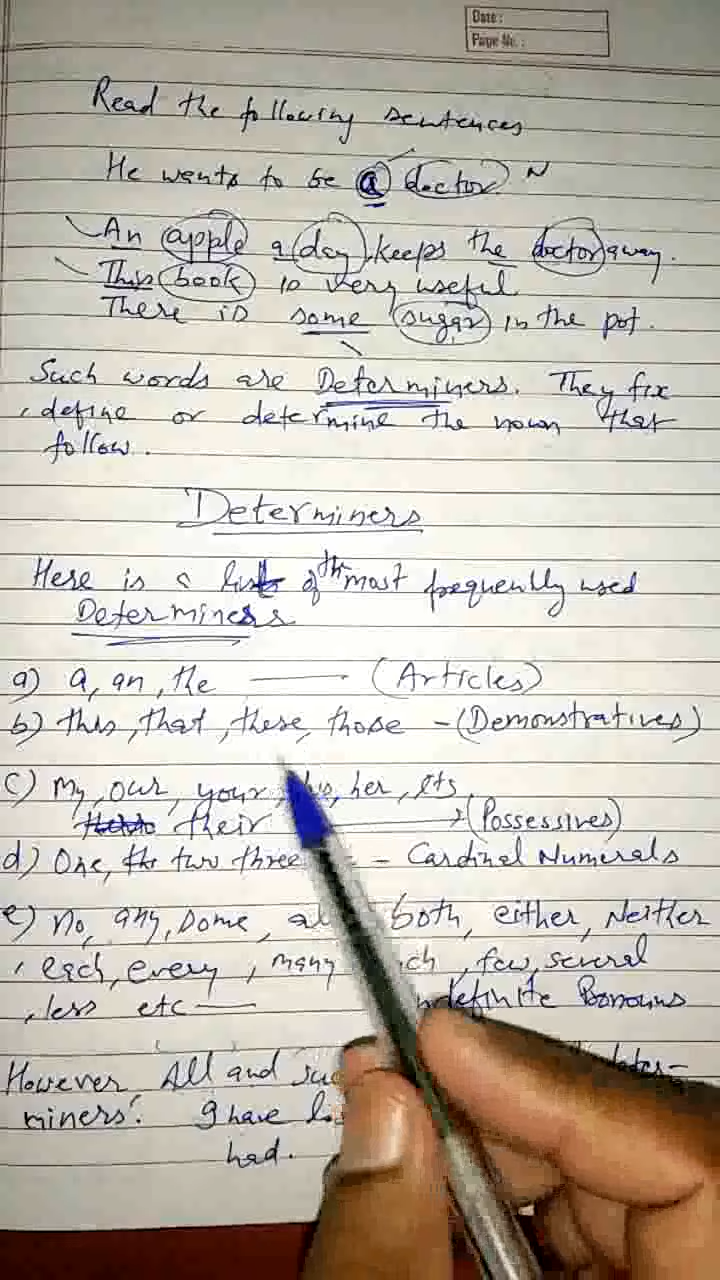 Date :
Page No. :
Read the following sentences
He wants to be a doctor. N
An apple a day keeps the doctor away.
This book is very useful
There is some sugar in the pot.
Such words are Determiners. They fix
, define or determine the noun that
follow.
Determiners
Here is a list of the most frequently used
Determiners
a) a, an, the — (Articles)
b) this, that, these, those - (Demonstratives)
c) My, our, your, his, her, its
their → (Possessives)
d) One, two three - Cardinal Numerals
e) No, any, some, both, either, Neither
, each, every, many few, several
, less etc —
However All and
miners'. I have
had.